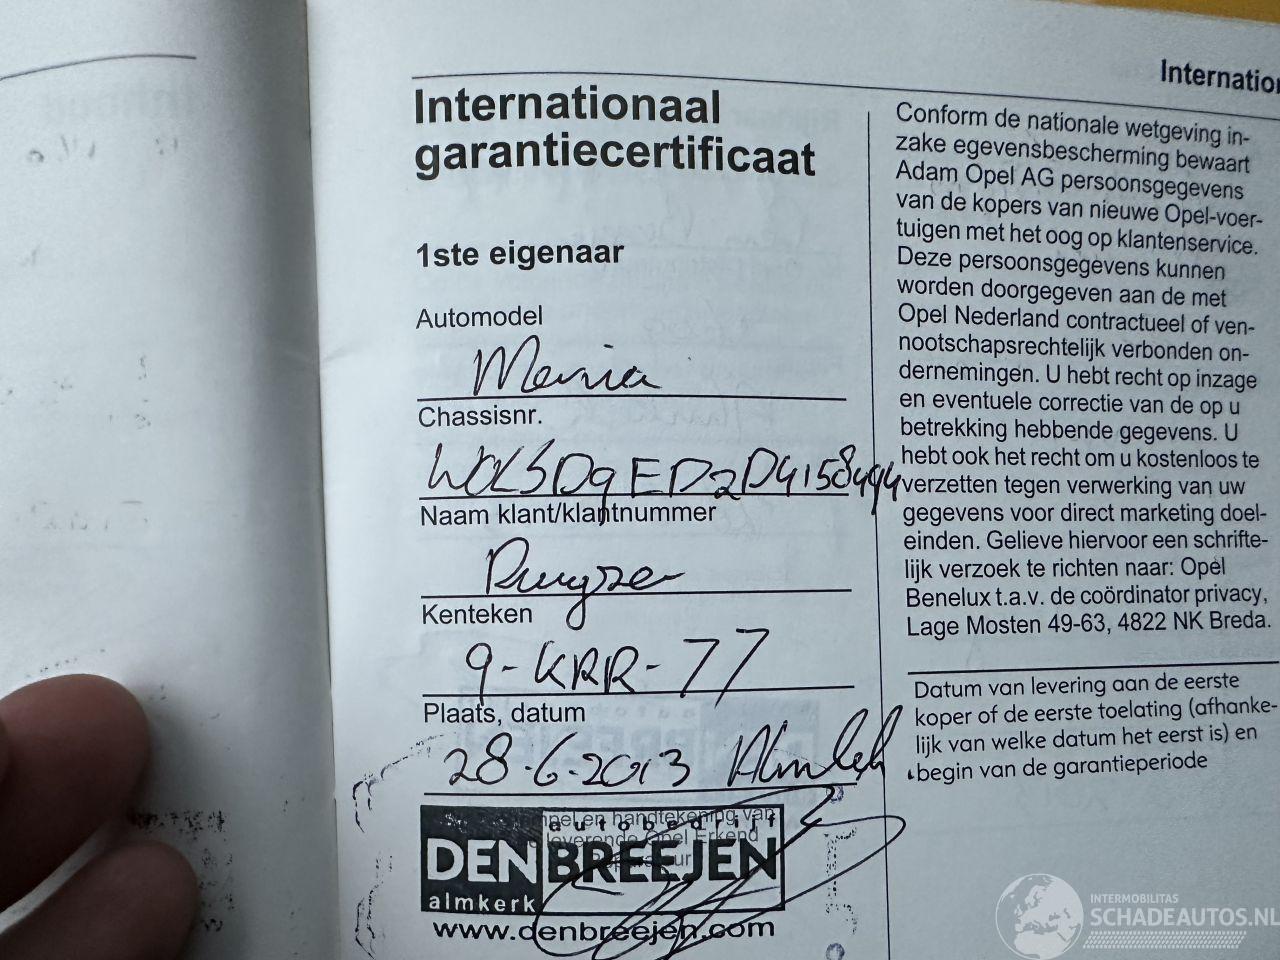 Internationaal
garantiecertificaat
1ste eigenaar
Automodel
Meriva
Chassisnr.
W0LSD9ED2D4158494
Naam klant/klantnummer
Kenteken
9-KRR-77
Plaats, datum
28-6-2013 Almkerk
autobedrijf
DEN BREEJEN
almkerk
www.denbreejen.com
Internation
Conform de nationale wetgeving in-
zake egevensbescherming bewaart
Adam Opel AG persoonsgegevens
van de kopers van nieuwe Opel-voer-
tuigen met het oog op klantenservice.
Deze persoonsgegevens kunnen
worden doorgegeven aan de met
Opel Nederland contractueel of ven-
nootschapsrechtelijk verbonden on-
dernemingen. U hebt recht op inzage
en eventuele correctie van de op u
betrekking hebbende gegevens. U
hebt ook het recht om u kosteloos te
verzetten tegen verwerking van uw
gegevens voor direct marketing doel-
einden. Gelieve hiervoor een schrifte-
lijk verzoek te richten naar: Opel
Benelux t.a.v. de coördinator privacy,
Lage Mosten 49-63, 4822 NK Breda.
Datum van levering aan de eerste
koper of de eerste toelating (afhanke-
lijk van welke datum het eerst is) en
begin van de garantieperiode
INTERMOBILITAS
SCHADEAUTOS.NL